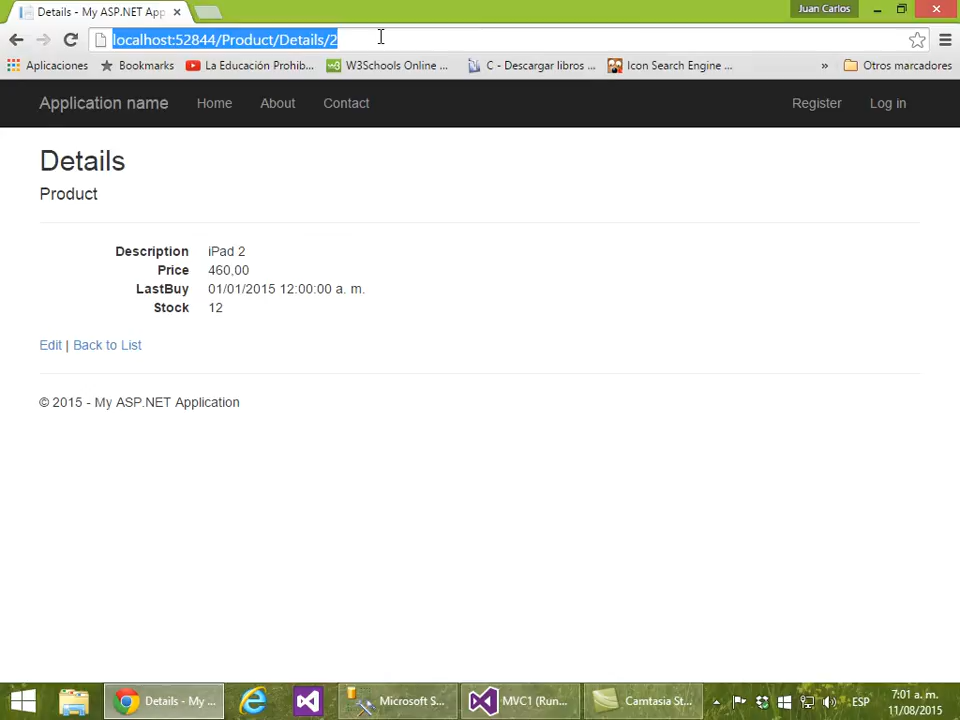 Details - My ASP.NET App
Juan Carlos
localhost:52844/Product/Details/2
Aplicaciones
Bookmarks
La Educación Prohib...
W3Schools Online ...
C - Descargar libros ...
Icon Search Engine ...
»
Otros marcadores
Application name
Home
About
Contact
Register
Log in
Details
Product
Description iPad 2
Price 460,00
LastBuy 01/01/2015 12:00:00 a. m.
Stock 12
Edit | Back to List
© 2015 - My ASP.NET Application
Details - My ...
Microsoft S...
MVC1 (Run...
Camtasia St...
ESP
7:01 a. m.
11/08/2015